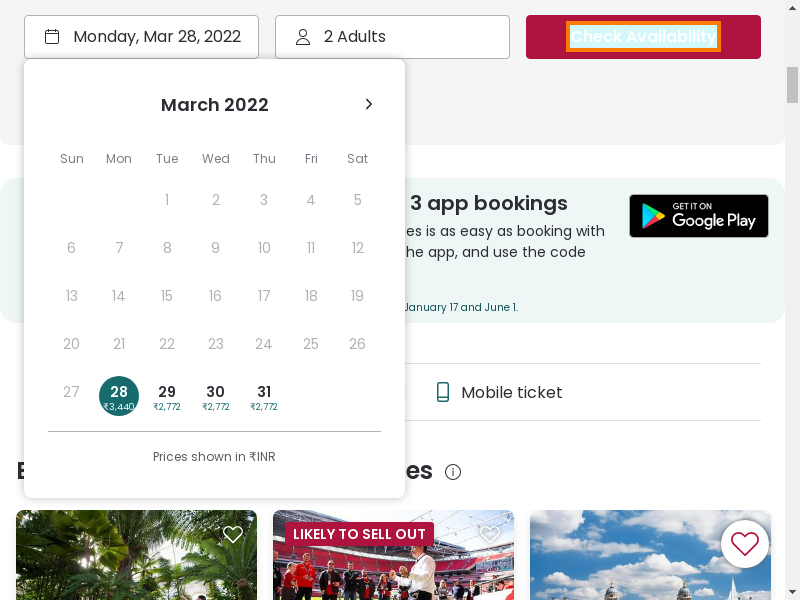 Monday, Mar 28, 2022
2 Adults
Check Availability
March 2022
Sun Mon Tue Wed Thu Fri Sat
1 2 3 4 5
6 7 8 9 10 11 12
13 14 15 16 17 18 19
20 21 22 23 24 25 26
27 28 29 30 31
₹3,440 ₹2,772 ₹2,772 ₹2,772
Prices shown in ₹INR
3 app bookings
es is as easy as booking with
he app, and use the code
January 17 and June 1.
GET IT ON
Google Play
Mobile ticket
es
LIKELY TO SELL OUT